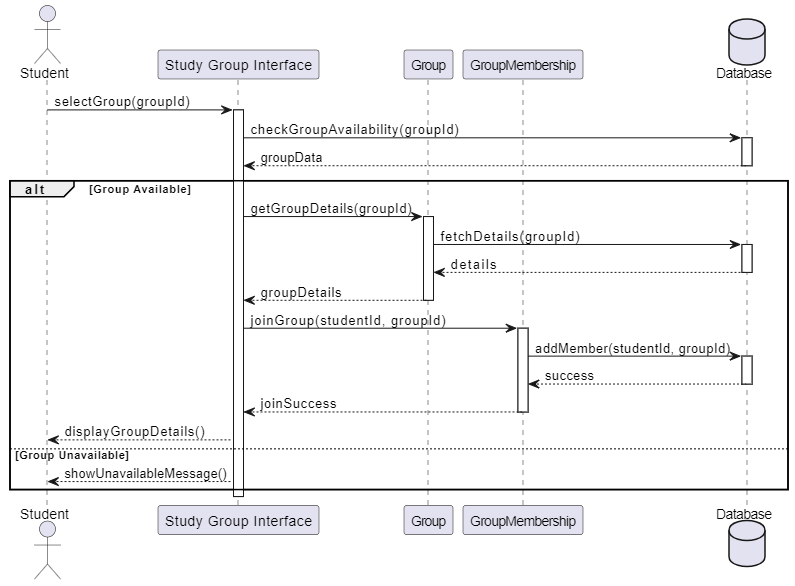 Student
Study Group Interface
Group
GroupMembership
Database
selectGroup(groupId)
checkGroupAvailability(groupId)
groupData
alt
[Group Available]
getGroupDetails(groupId)
fetchDetails(groupId)
details
groupDetails
joinGroup(studentId, groupId)
addMember(studentId, groupId)
success
joinSuccess
displayGroupDetails()
[Group Unavailable]
showUnavailableMessage()
Student
Study Group Interface
Group
GroupMembership
Database